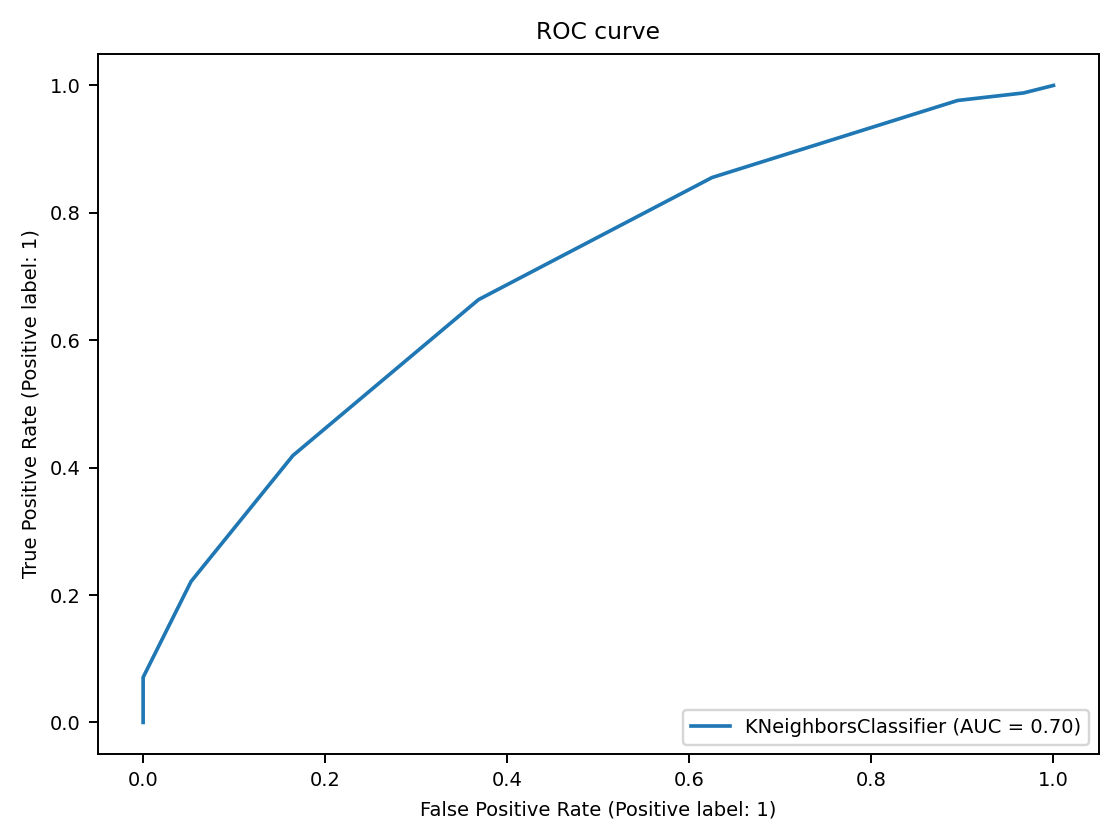 ROC curve
True Positive Rate (Positive label: 1)
1.0
0.8
0.6
0.4
0.2
0.0
KNeighborsClassifier (AUC = 0.70)
0.0 0.2 0.4 0.6 0.8 1.0
False Positive Rate (Positive label: 1)